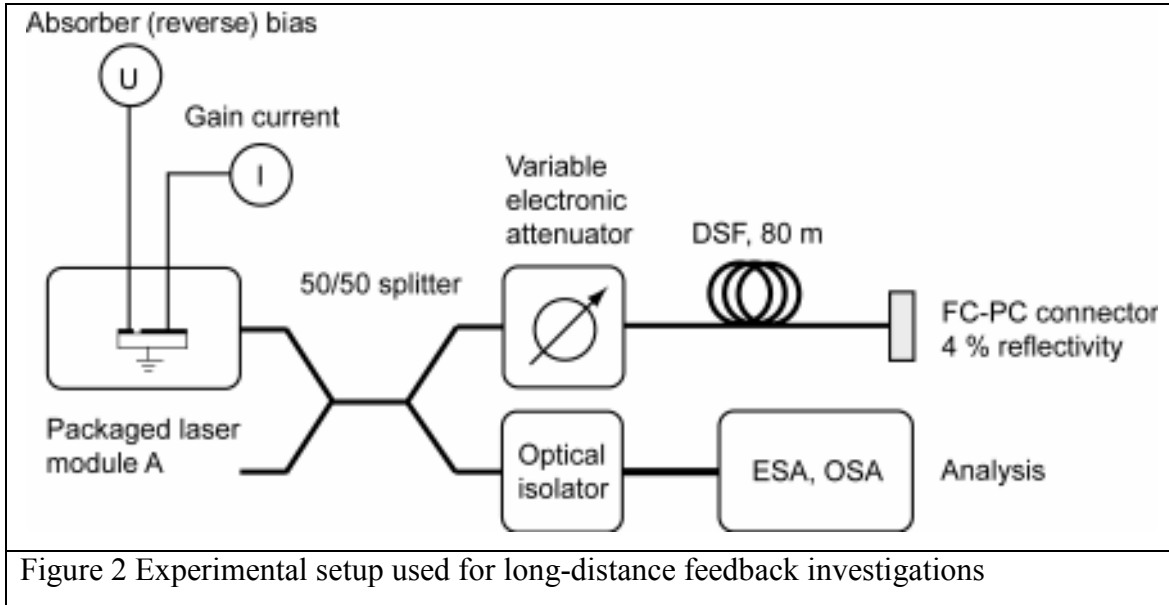 Absorber (reverse) bias
U
Gain current
I
Variable
electronic
attenuator
DSF, 80 m
50/50 splitter
FC-PC connector
4 % reflectivity
Packaged laser
module A
Optical
isolator
ESA, OSA
Analysis
Figure 2 Experimental setup used for long-distance feedback investigations